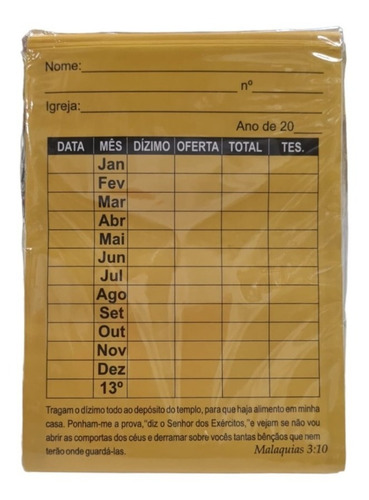 Nome:
nº
Igreja:
Ano de 20
DATA MÊS DÍZIMO OFERTA TOTAL TES.
Jan
Fev
Mar
Abr
Mai
Jun
Jul
Ago
Set
Out
Nov
Dez
13º
Tragam o dízimo todo ao depósito do templo, para que haja alimento em minha
casa. Ponham-me a prova,"diz o Senhor dos Exércitos,"e vejam se não vou
abrir as comportas dos céus e derramar sobre vocês tantas bênçãos que nem
terão onde guardá-las. Malaquias 3:10